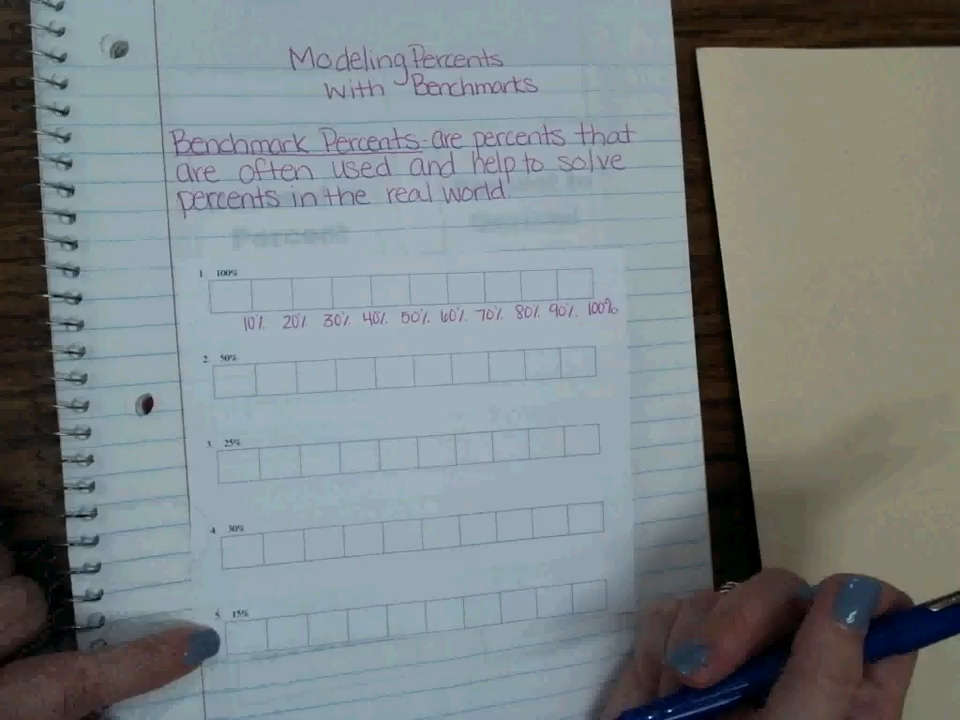 Modeling Percents
with Benchmarks
Benchmark Percents - are percents that
are often used and help to solve
percents in the real world.
1. 100%
10% 20% 30% 40% 50% 60% 70% 80% 90% 100%
2. 50%
3. 25%
4. 30%
5. 15%